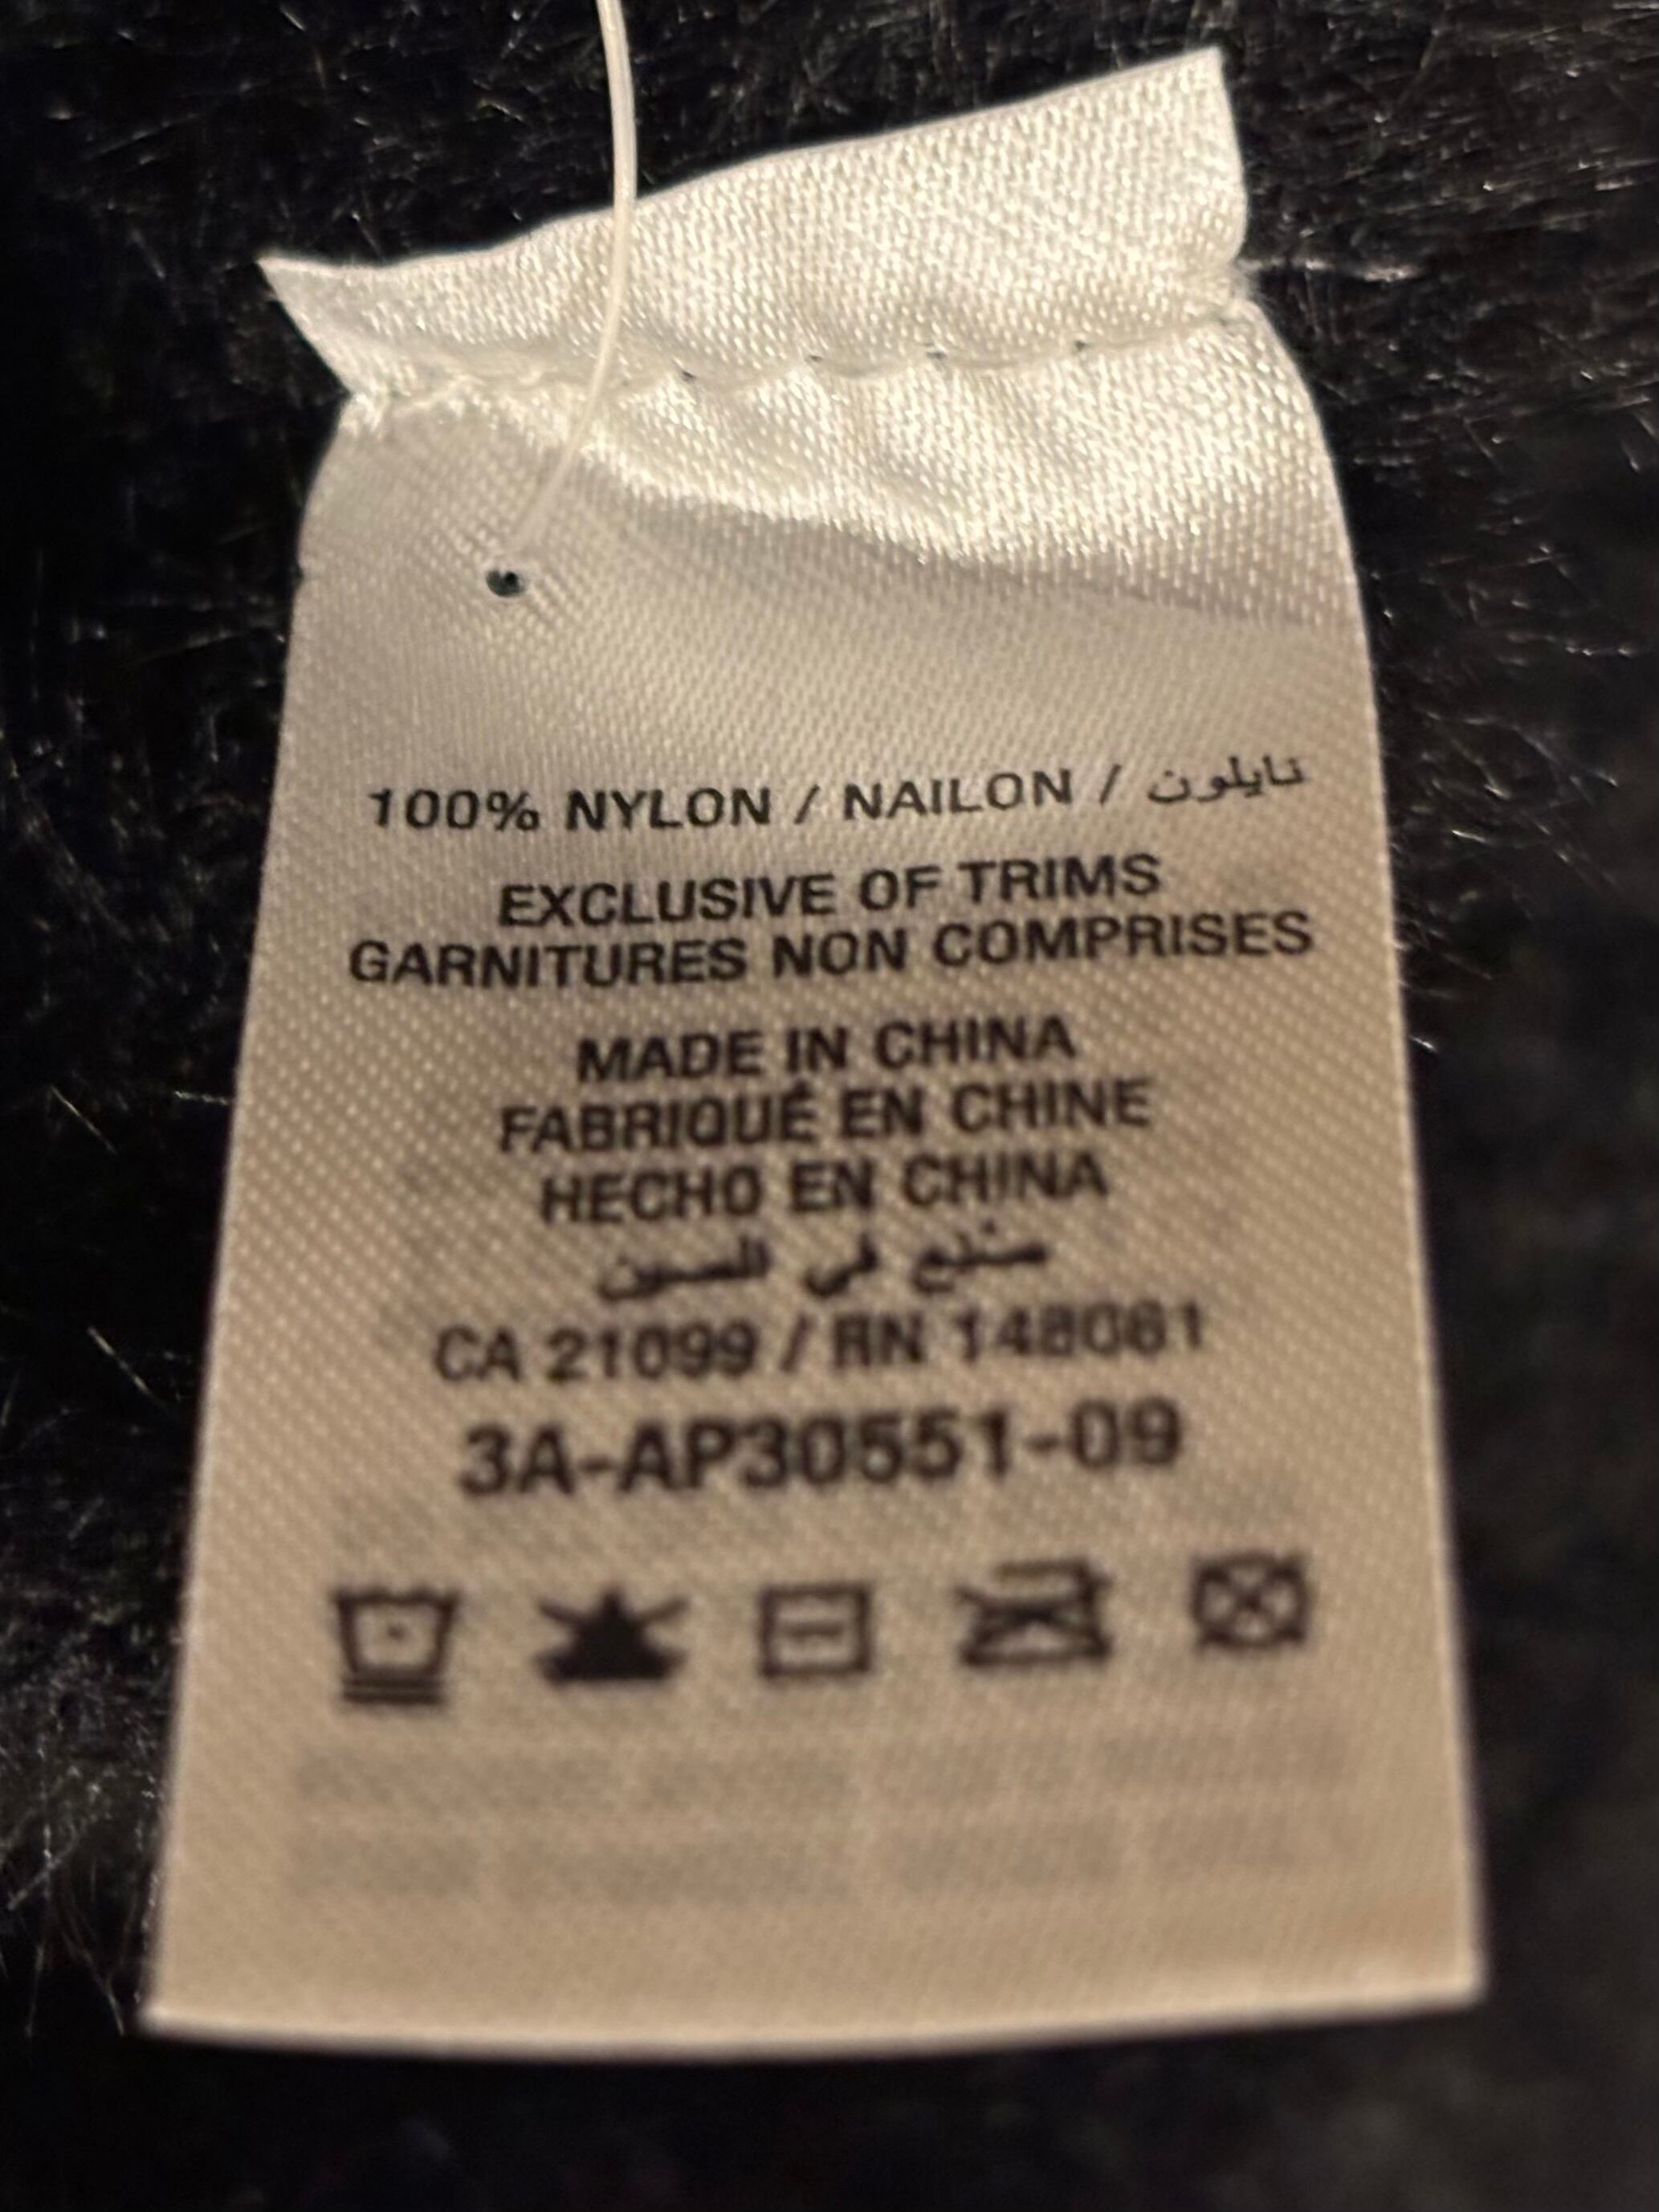 100% NYLON / NAILON / نايلون
EXCLUSIVE OF TRIMS
GARNITURES NON COMPRISES
MADE IN CHINA
FABRIQUÉ EN CHINE
HECHO EN CHINA
صنع في الصين
CA 21099 / RN 148061
3A-AP30551-09